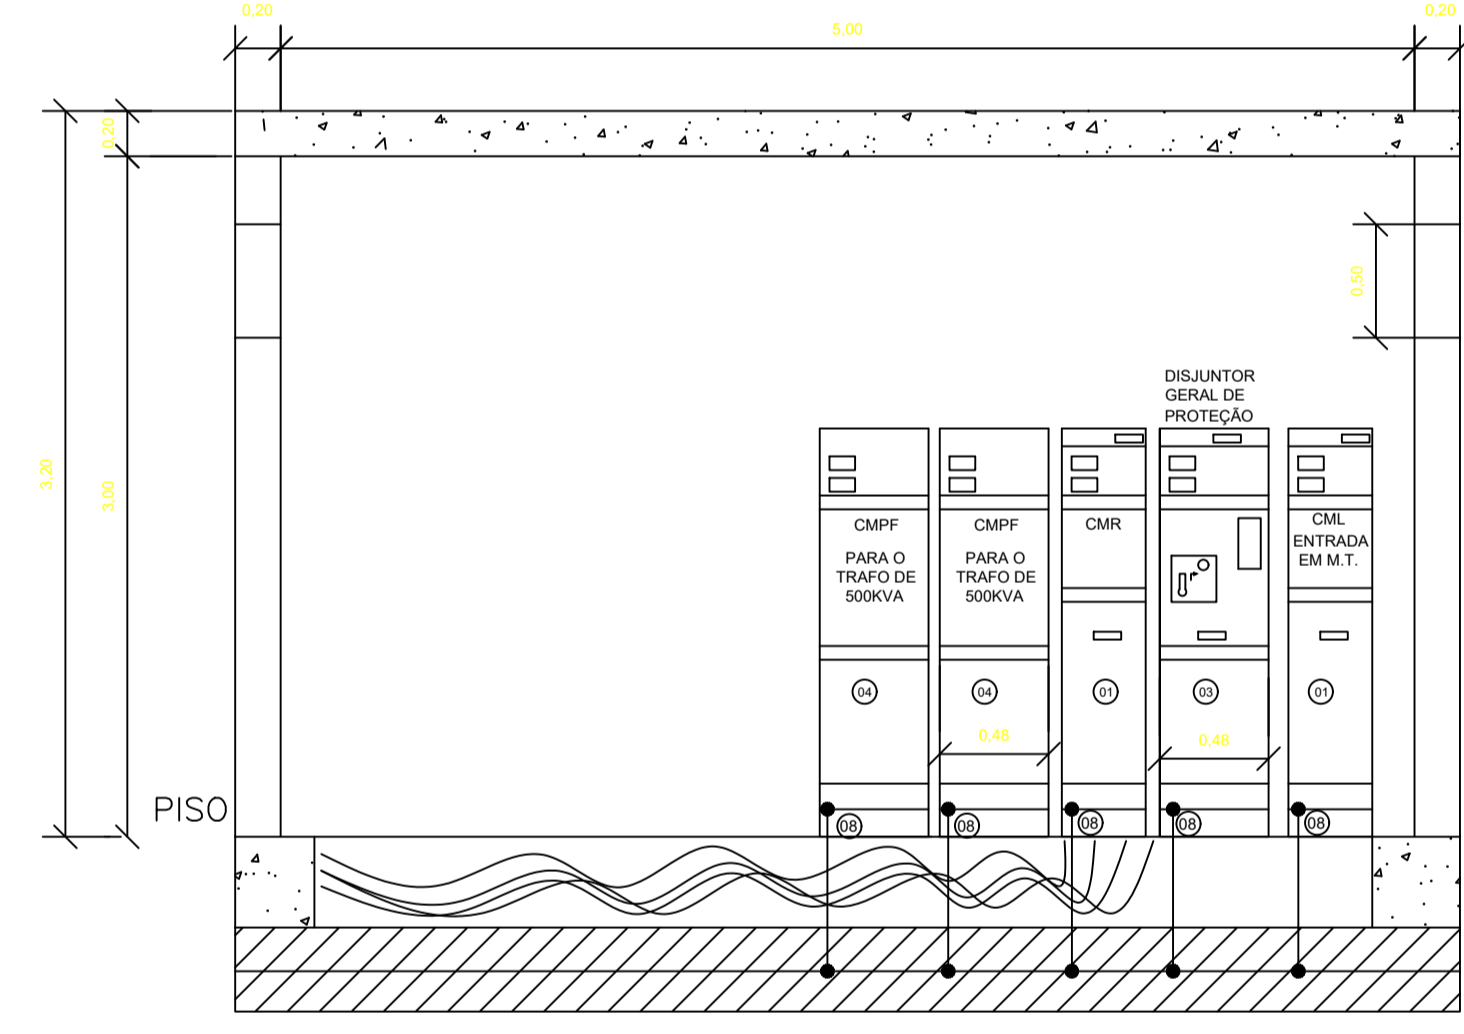 0,20
5,00
0,20
0,20
0,50
3,20
3,00
DISJUNTOR
GERAL DE
PROTEÇÃO
CMPF
PARA O
TRAFO DE
500KVA
CMPF
PARA O
TRAFO DE
500KVA
CMR
CML
ENTRADA
EM M.T.
04
04
01
03
01
0,48
0,48
PISO
08
08
08
08
08